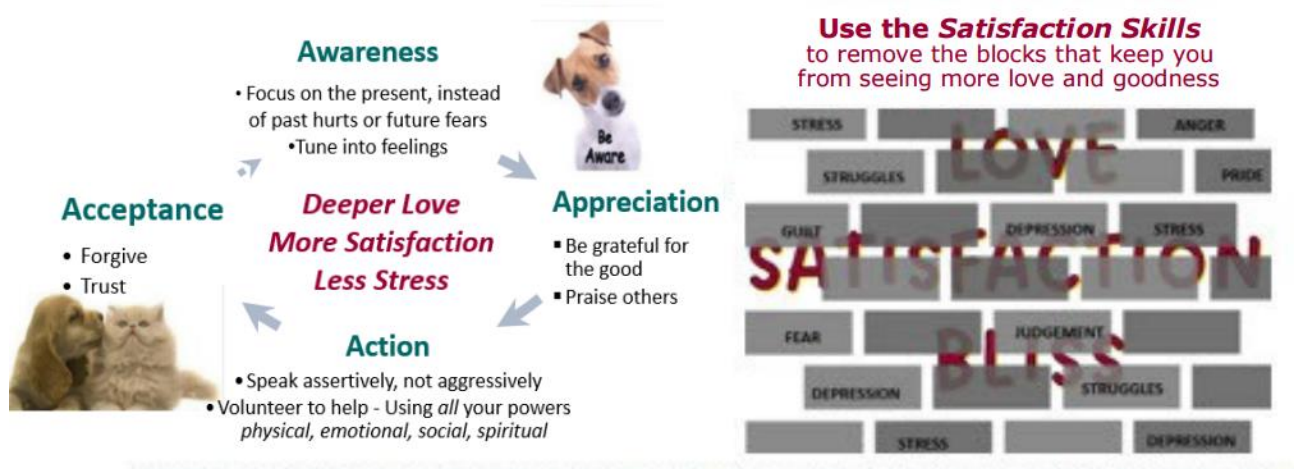 Awareness
• Focus on the present, instead
of past hurts or future fears
•Tune into feelings
Be
Aware
Appreciation
▪ Be grateful for
the good
▪ Praise others
Action
• Speak assertively, not aggressively
• Volunteer to help - Using all your powers
physical, emotional, social, spiritual
Acceptance
• Forgive
• Trust
Deeper Love
More Satisfaction
Less Stress
Use the Satisfaction Skills
to remove the blocks that keep you
from seeing more love and goodness
STRESS
ANGER
LOVE
STRUGGLES
PRIDE
GUILT
DEPRESSION
STRESS
SATISFACTION
FEAR
JUDGEMENT
BLISS
DEPRESSION
STRUGGLES
STRESS
DEPRESSION